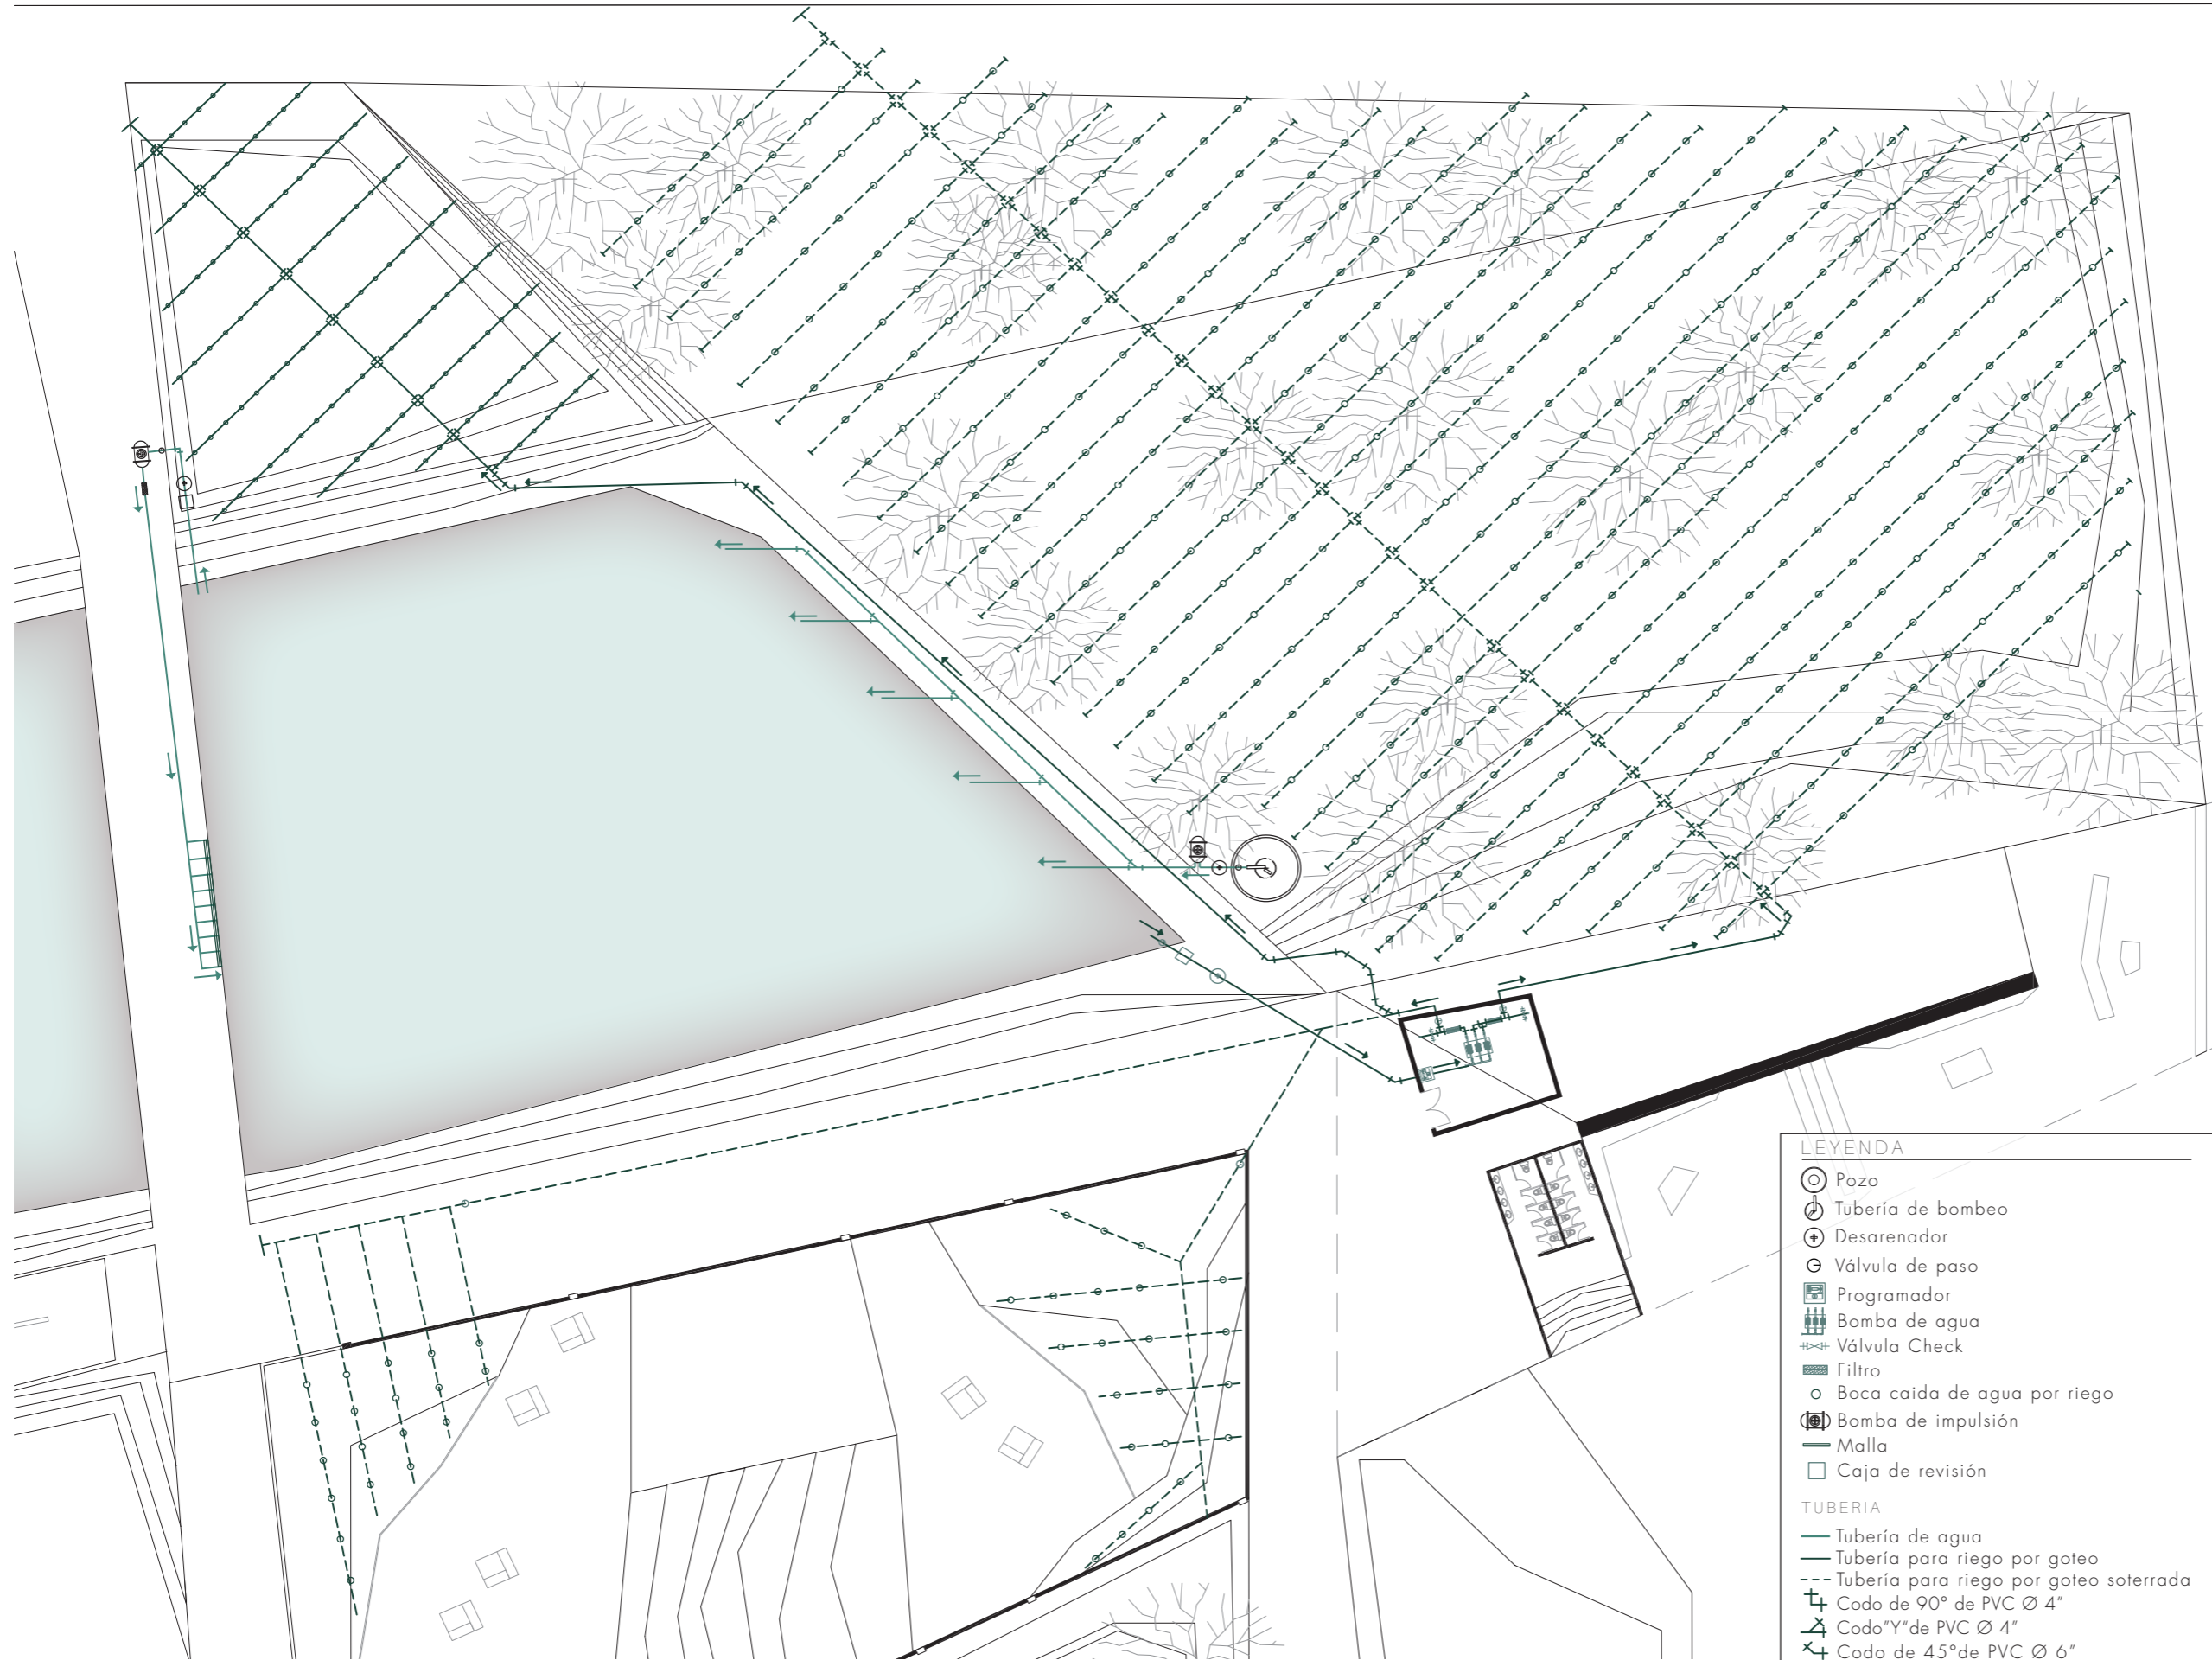 LEYENDA
Pozo
Tubería de bombeo
Desarenador
Válvula de paso
Programador
Bomba de agua
Válvula Check
Filtro
Boca caida de agua por riego
Bomba de impulsión
Malla
Caja de revisión
TUBERIA
Tubería de agua
Tubería para riego por goteo
Tubería para riego por goteo soterrada
Codo de 90° de PVC Ø 4"
Codo"Y"de PVC Ø 4"
Codo de 45°de PVC Ø 6"